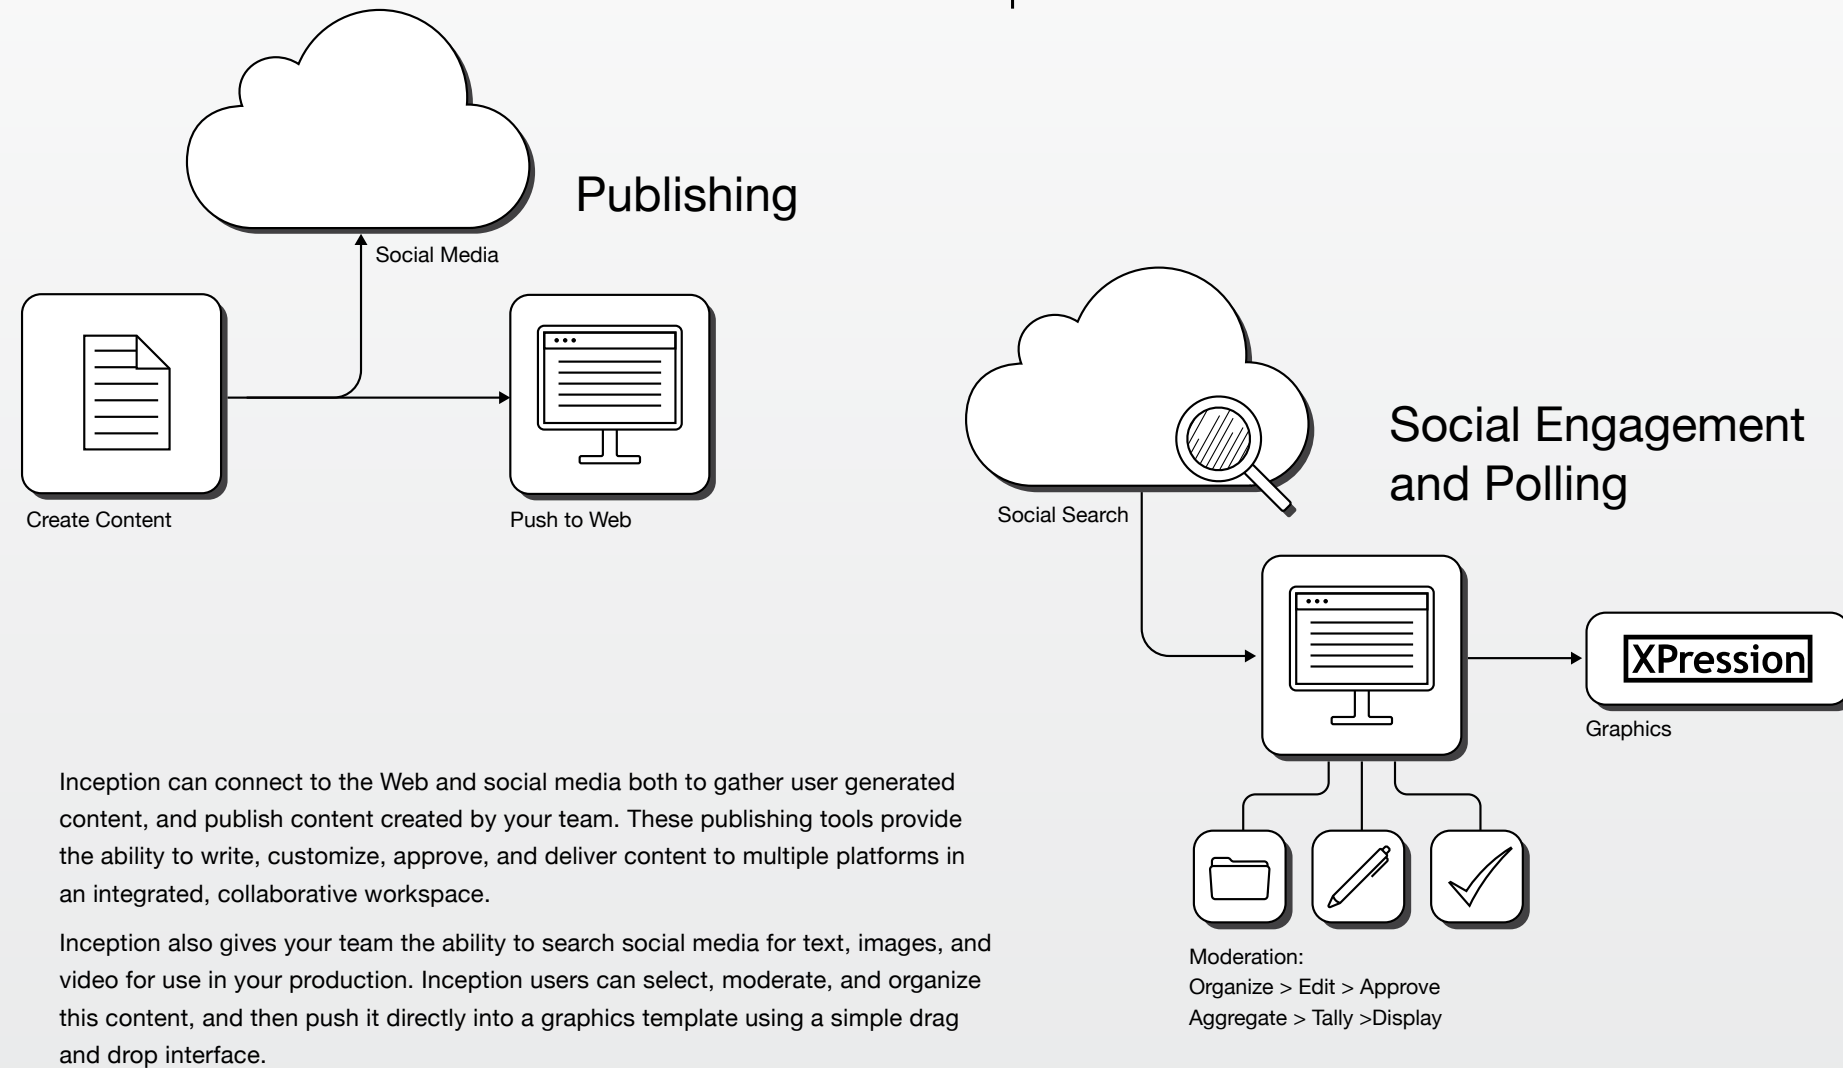 Publishing
Social Media
Create Content
Push to Web
Social Engagement
and Polling
Social Search
XPression
Graphics
Inception can connect to the Web and social media both to gather user generated
content, and publish content created by your team. These publishing tools provide
the ability to write, customize, approve, and deliver content to multiple platforms in
an integrated, collaborative workspace.
Inception also gives your team the ability to search social media for text, images, and
video for use in your production. Inception users can select, moderate, and organize
this content, and then push it directly into a graphics template using a simple drag
and drop interface.
Moderation:
Organize > Edit > Approve
Aggregate > Tally >Display